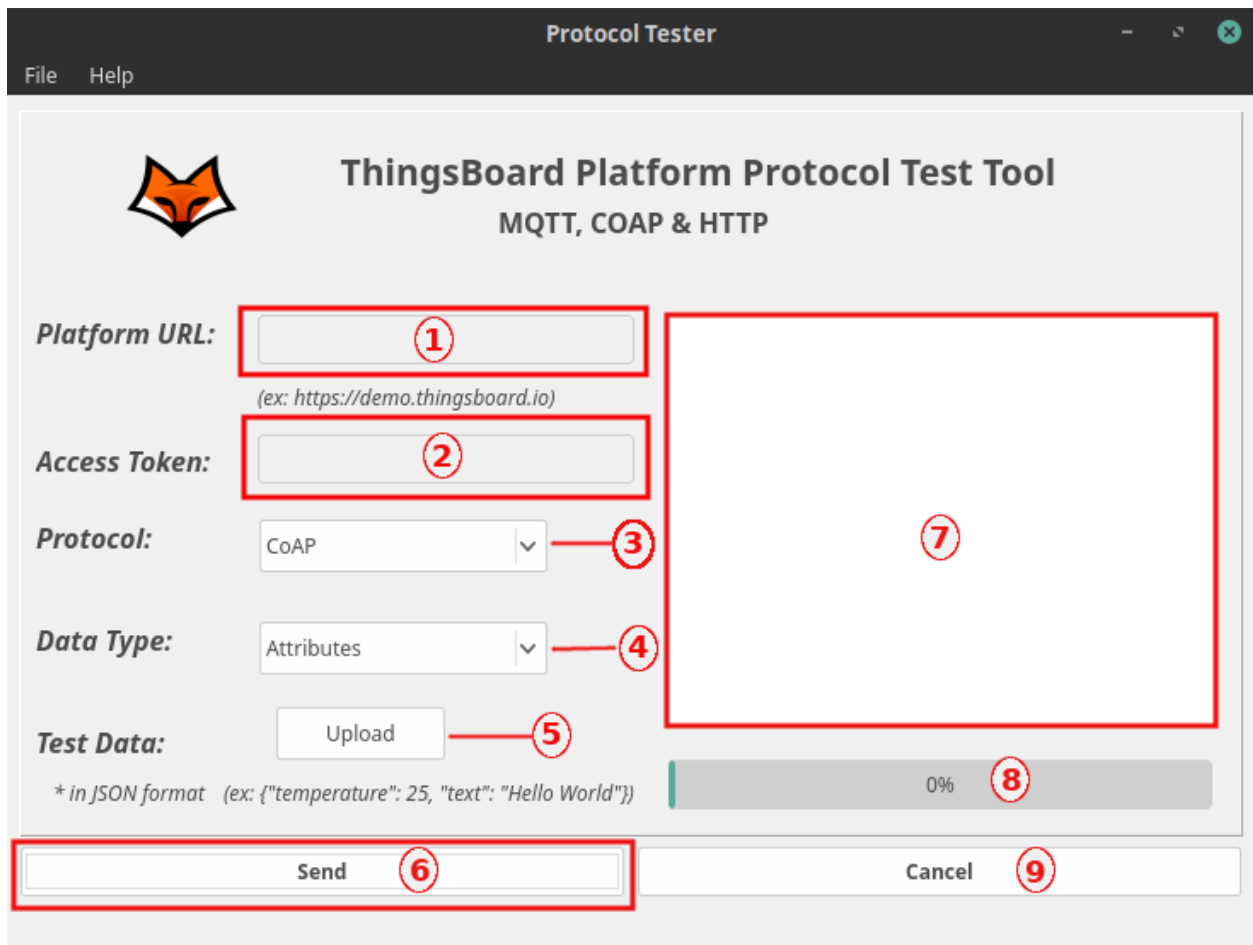 Protocol Tester
File Help
ThingsBoard Platform Protocol Test Tool
MQTT, COAP & HTTP
Platform URL: 1
(ex: https://demo.thingsboard.io)
Access Token: 2
Protocol: CoAP 3
Data Type: Attributes 4
Test Data: Upload 5
* in JSON format (ex: {"temperature": 25, "text": "Hello World"})
7
0% 8
Send 6
Cancel 9